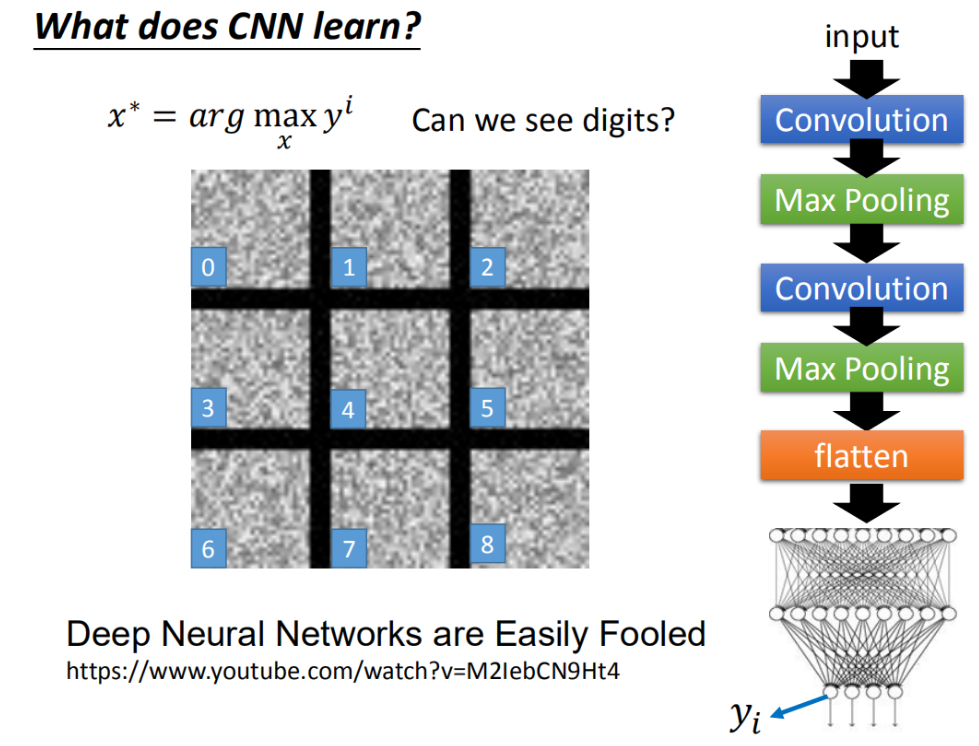 What does CNN learn?
x* = arg max y^i
x
Can we see digits?
0 1 2
3 4 5
6 7 8
Deep Neural Networks are Easily Fooled
https://www.youtube.com/watch?v=M2IebCN9Ht4
input
Convolution
Max Pooling
Convolution
Max Pooling
flatten
y_i